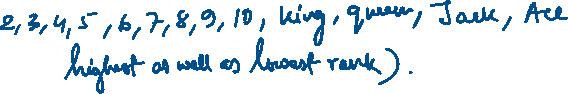 2,3,4,5,6,7,8,9,10, king, queen, Jack, Ace
highest as well as lowest rank).